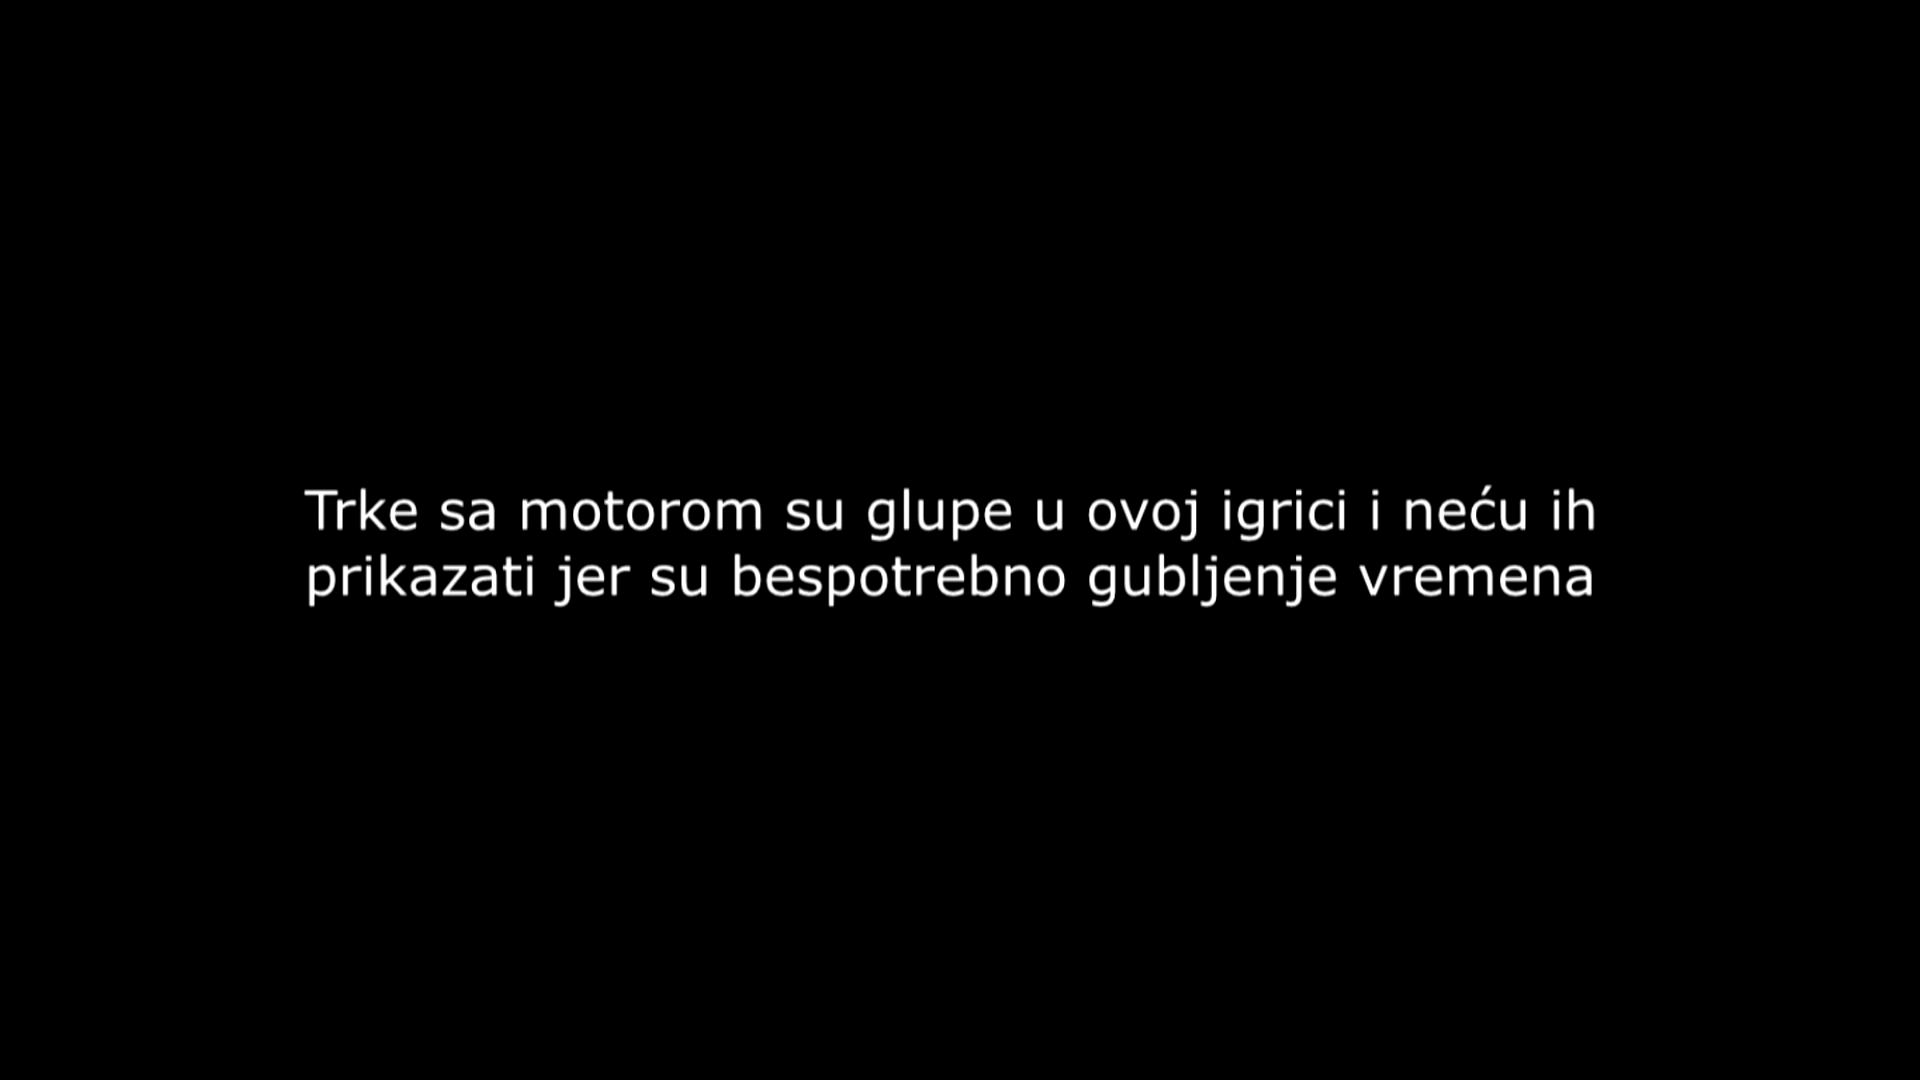 Trke sa motorom su glupe u ovoj igrici i neću ih
prikazati jer su bespotrebno gubljenje vremena